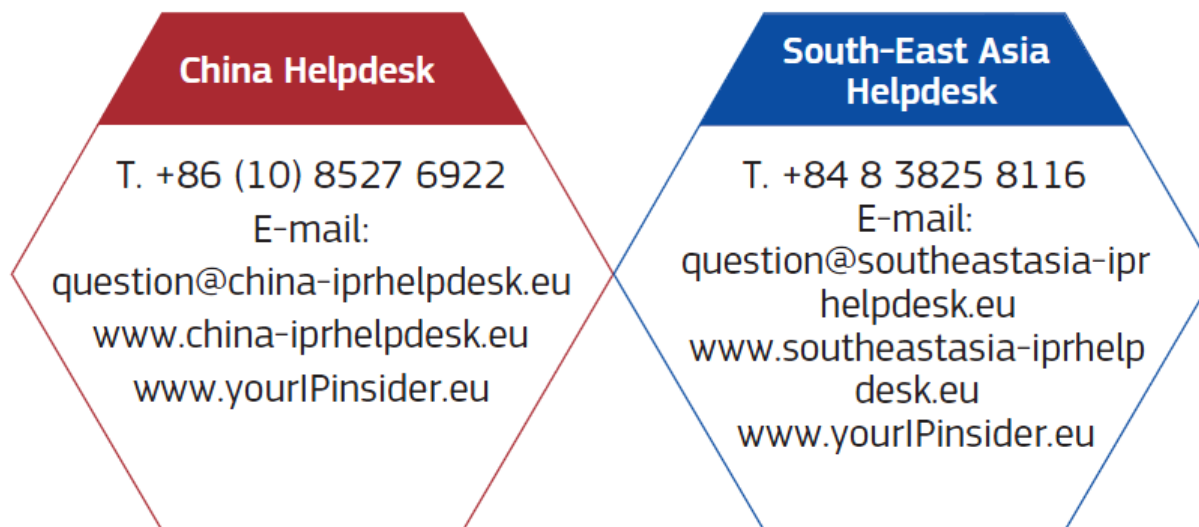 China Helpdesk
T. +86 (10) 8527 6922
E-mail:
question@china-iprhelpdesk.eu
www.china-iprhelpdesk.eu
www.yourIPinsider.eu
South-East Asia
Helpdesk
T. +84 8 3825 8116
E-mail:
question@southeastasia-ipr
helpdesk.eu
www.southeastasia-iprhelp
desk.eu
www.yourIPinsider.eu